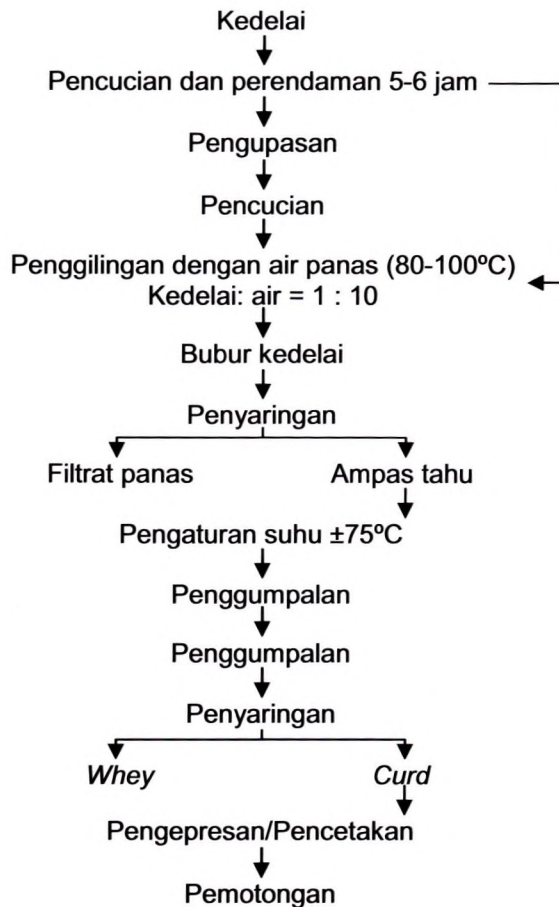 Kedelai
Pencucian dan perendaman 5-6 jam
Pengupasan
Pencucian
Penggilingan dengan air panas (80-100ºC)
Kedelai: air = 1 : 10
Bubur kedelai
Penyaringan
Filtrat panas
Ampas tahu
Pengaturan suhu ±75ºC
Penggumpalan
Penggumpalan
Penyaringan
Whey
Curd
Pengepresan/Pencetakan
Pemotongan